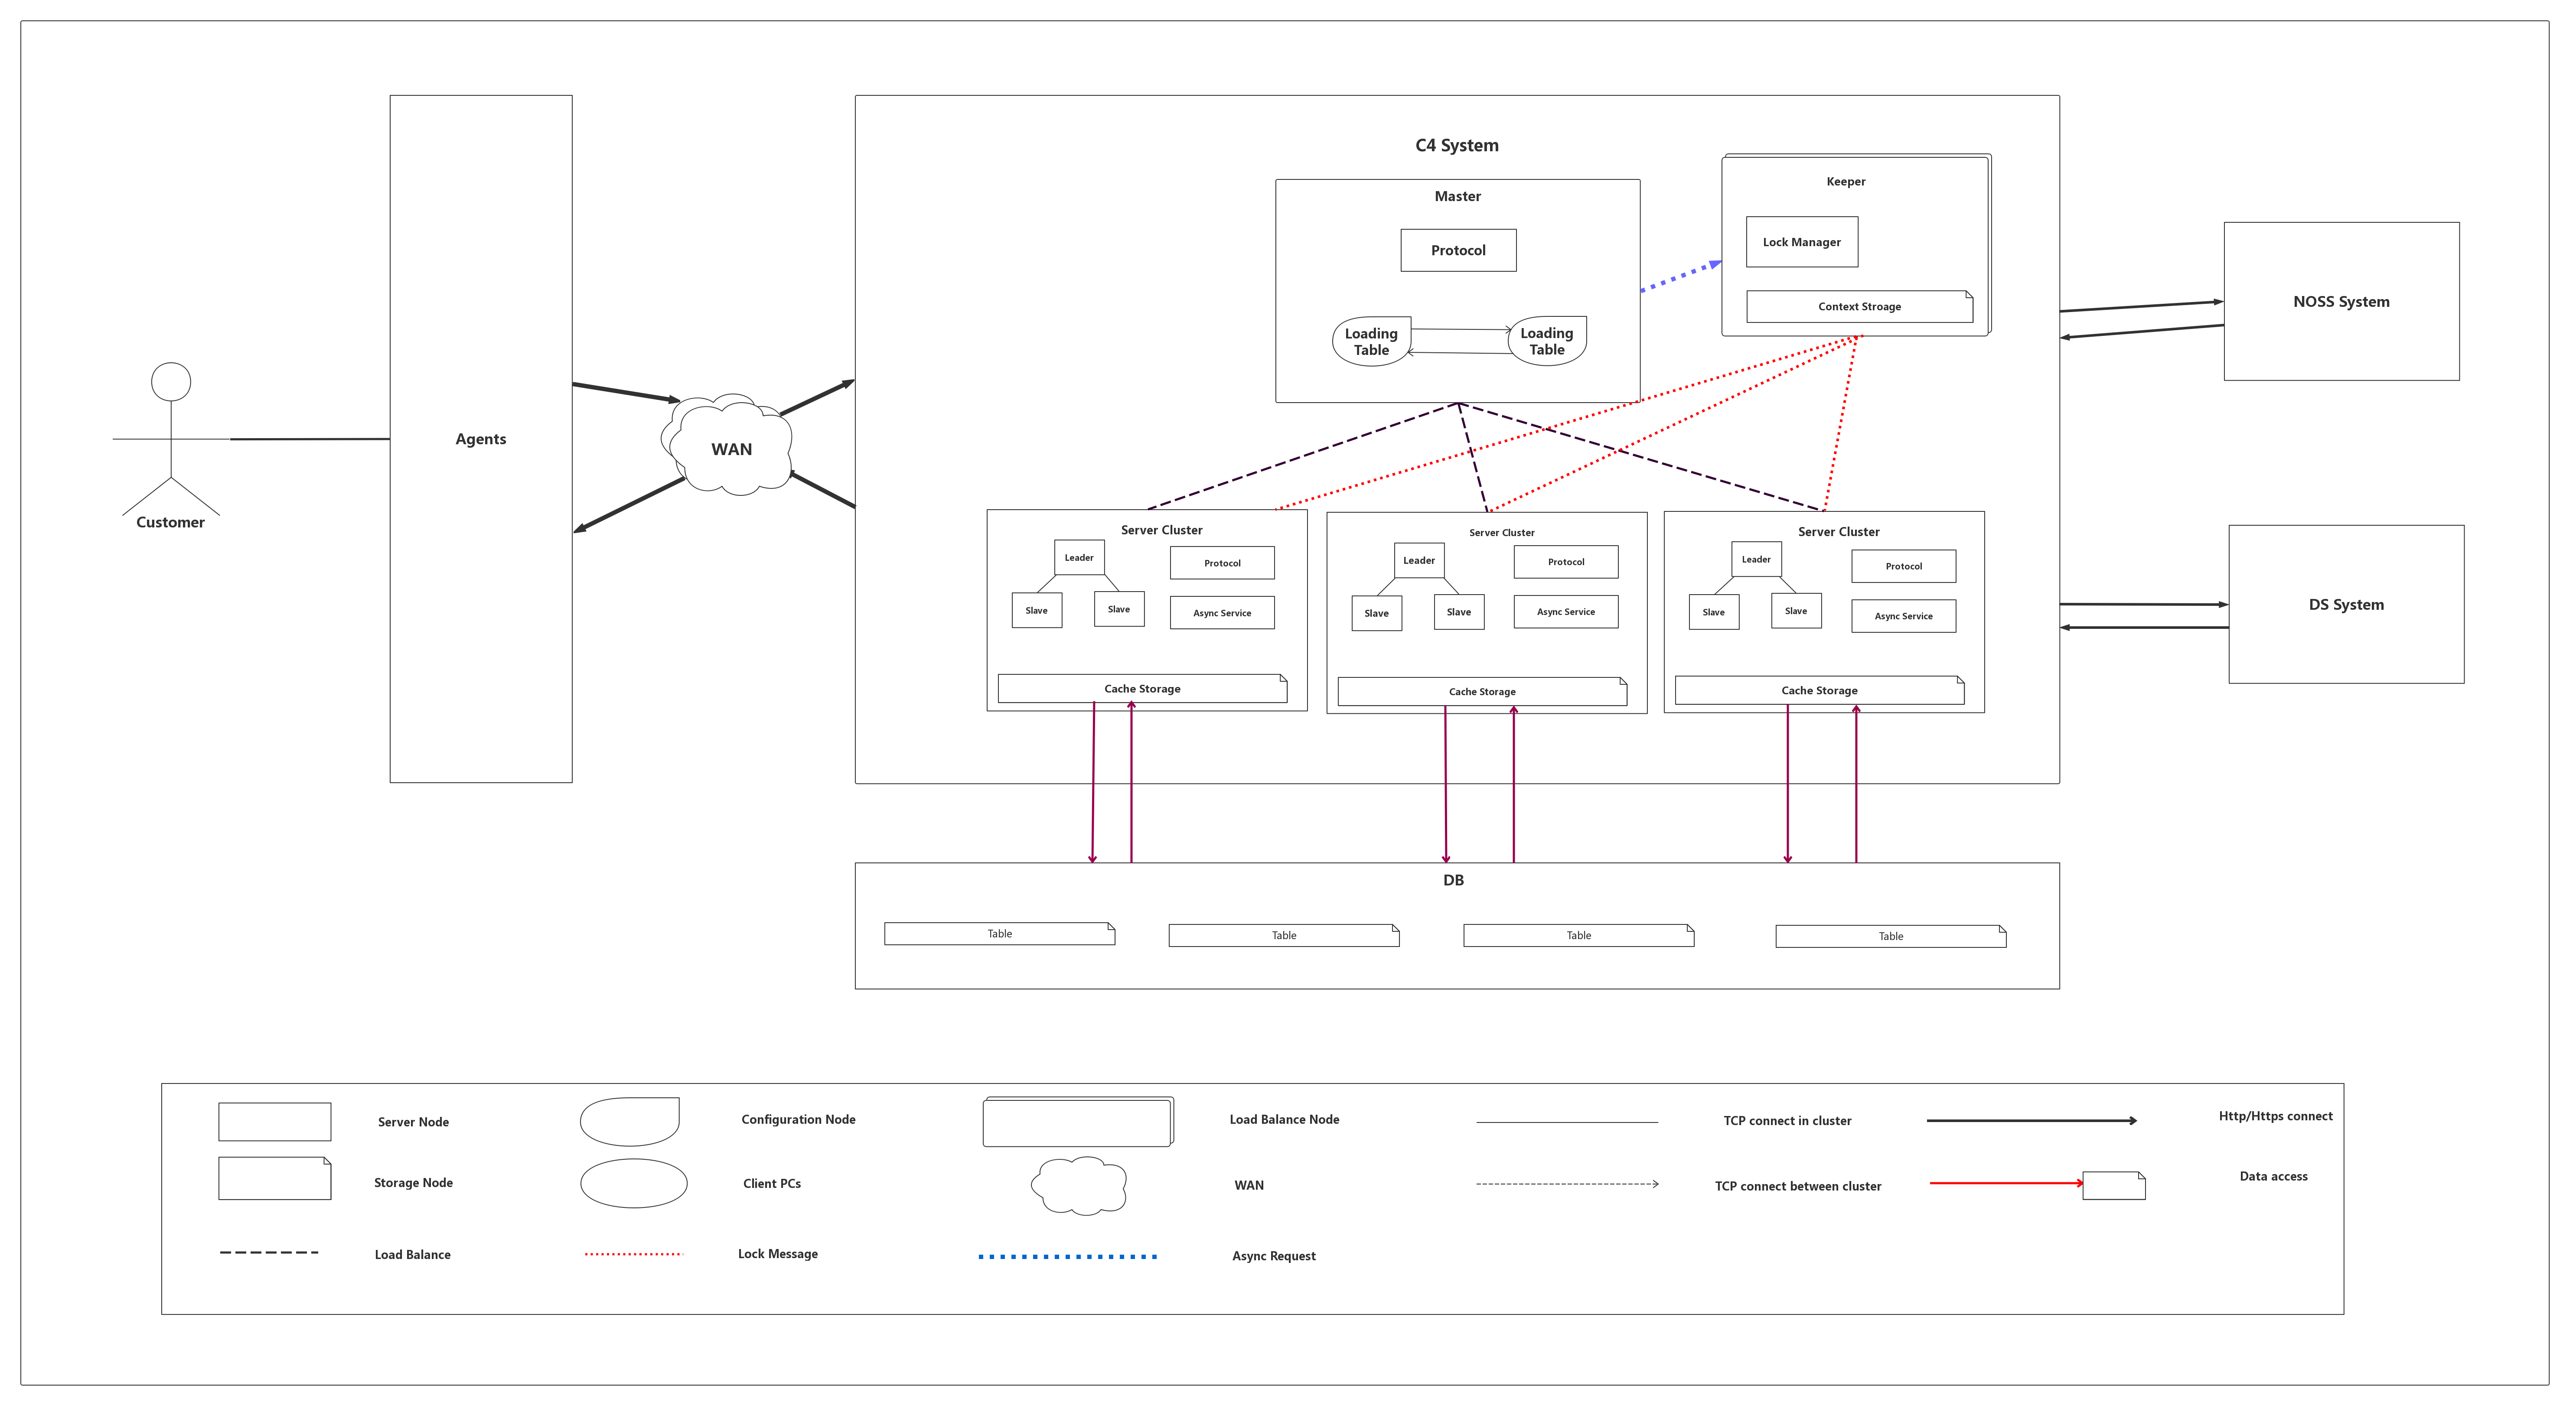 C4 System
Master
Keeper
Protocol
Lock Manager
Context Stroage
Loading
Table
Loading
Table
NOSS System
Agents
WAN
Customer
Server Cluster
Leader
Slave
Slave
Protocol
Async Service
Cache Storage
Server Cluster
Leader
Slave
Slave
Protocol
Async Service
Cache Storage
Server Cluster
Leader
Slave
Slave
Protocol
Async Service
Cache Storage
DS System
DB
Table
Table
Table
Table
Server Node
Configuration Node
Load Balance Node
TCP connect in cluster
Http/Https connect
Storage Node
Client PCs
WAN
TCP connect between cluster
Data access
Load Balance
Lock Message
Async Request